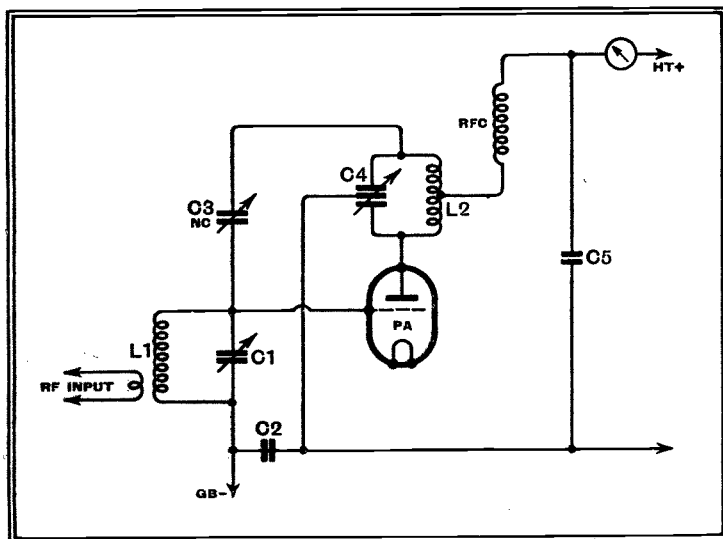 HT+
RFC
C4
L2
C3
NC
C5
PA
L1
C1
RF INPUT
C2
GB-